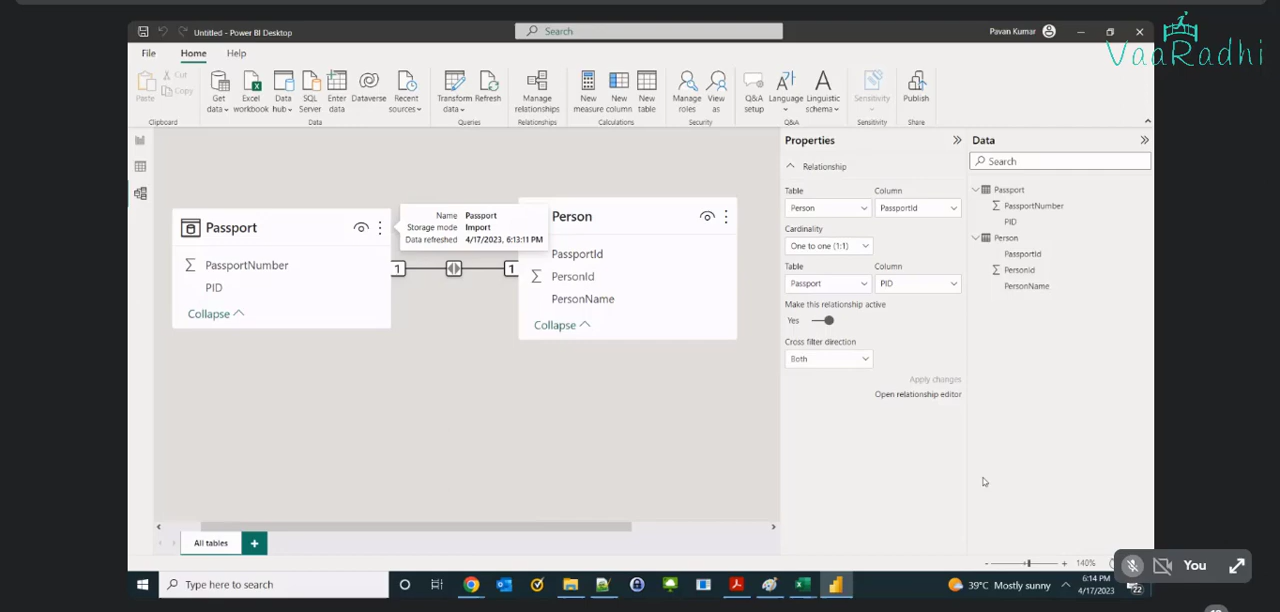 Untitled - Power BI Desktop
Search
Pavan Kumar
VaaRadhi
File Home Help
Paste
Cut
Copy
Get data
Excel workbook
Data hub
SQL Server
Enter data
Dataverse
Recent sources
Transform data
Refresh
Manage relationships
New measure
New column
New table
Manage roles
View as
Q&A setup
Language
Linguistic schema
Sensitivity
Publish
Clipboard
Data
Queries
Relationships
Calculations
Security
Q&A
Sensitivity
Share
Passport
PassportNumber
PID
Collapse
Name Passport
Storage mode Import
Data refreshed 4/17/2023, 6:13:11 PM
1
1
Person
PassportId
PersonId
PersonName
Collapse
Properties
Relationship
Table Column
Person PassportId
Cardinality
One to one (1:1)
Table Column
Passport PID
Make this relationship active
Yes
Cross filter direction
Both
Apply changes
Open relationship editor
Data
Search
Passport
PassportNumber
PID
Person
PassportId
PersonId
PersonName
All tables
+
- + 140%
You
Type here to search
39°C Mostly sunny
6:14 PM
4/17/2023
22